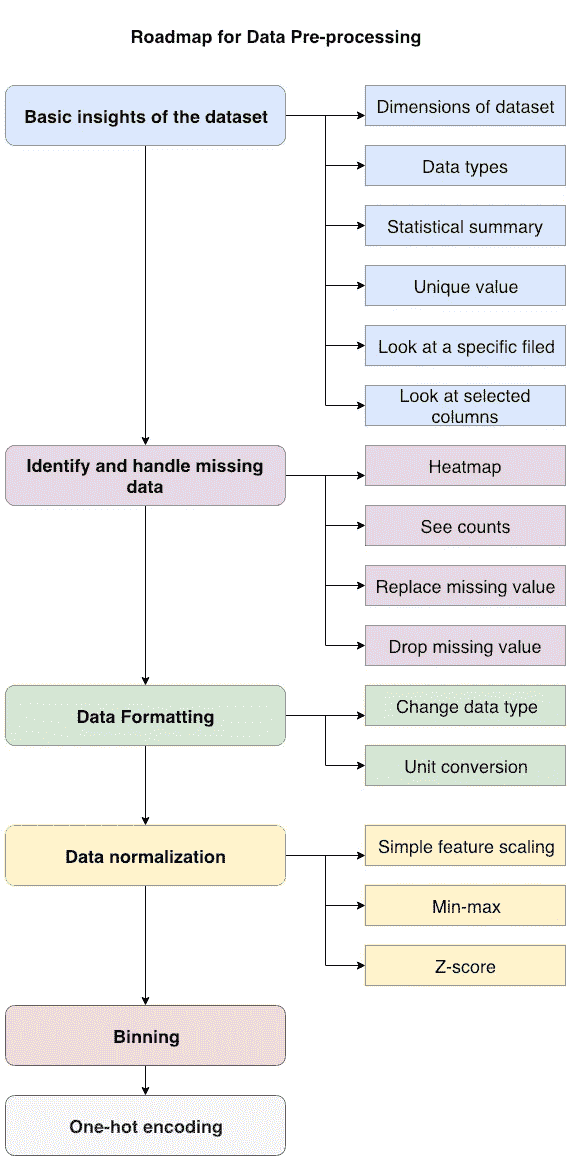 Roadmap for Data Pre-processing
Basic insights of the dataset
Dimensions of dataset
Data types
Statistical summary
Unique value
Look at a specific filed
Look at selected
columns
Identify and handle missing
data
Heatmap
See counts
Replace missing value
Drop missing value
Data Formatting
Change data type
Unit conversion
Data normalization
Simple feature scaling
Min-max
Z-score
Binning
One-hot encoding